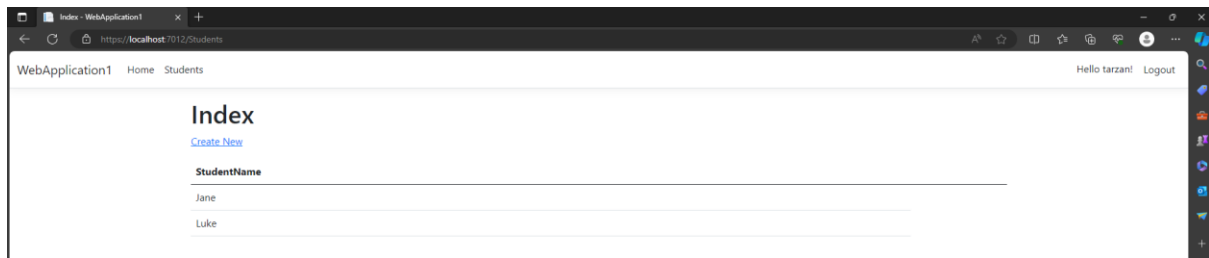 Index - WebApplication1
https://localhost:7012/Students
WebApplication1 Home Students Hello tarzan! Logout
Index
Create New
StudentName
Jane
Luke